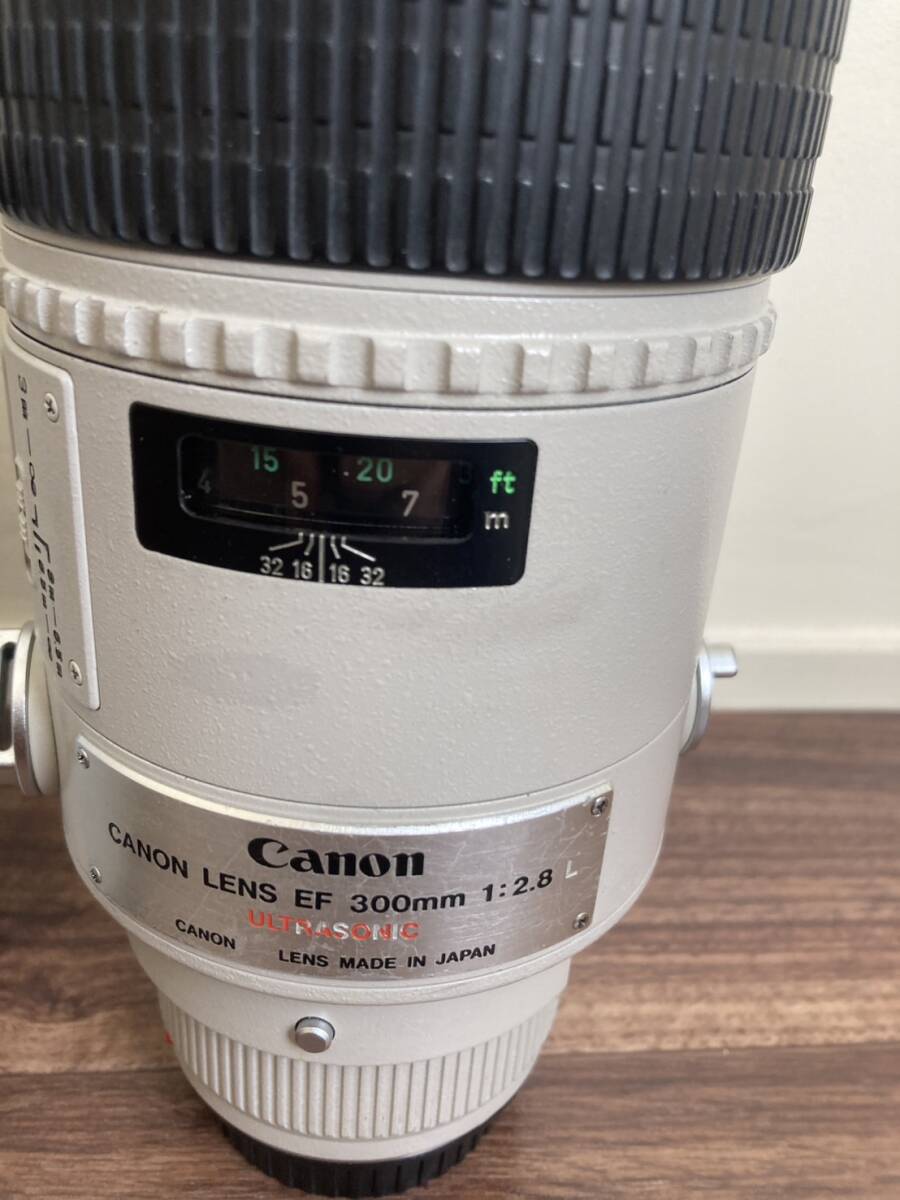 15 20
4 5 7
ft
m
32 16 16 32
Canon
CANON LENS EF 300mm 1:2.8 L
ULTRASONIC
CANON LENS MADE IN JAPAN